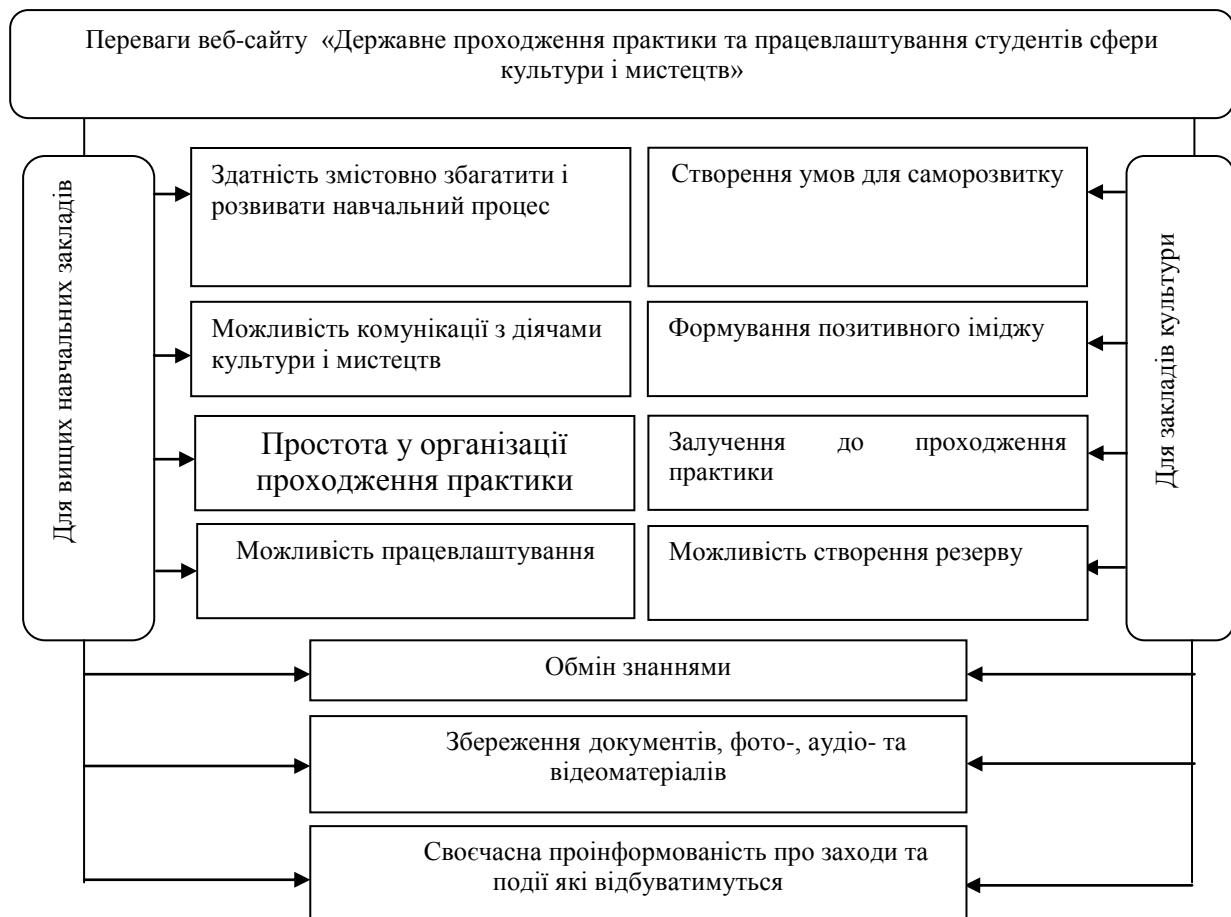 Переваги веб-сайту «Державне проходження практики та працевлаштування студентів сфери
культури і мистецтв»
Для вищих навчальних закладів
Здатність змістовно збагатити і
розвивати навчальний процес
Можливість комунікації з діячами
культури і мистецтв
Простота у організації
проходження практики
Можливість працевлаштування
Створення умов для саморозвитку
Формування позитивного іміджу
Залучення до проходження
практики
Можливість створення резерву
Для закладів культури
Обмін знаннями
Збереження документів, фото-, аудіо- та
відеоматеріалів
Своєчасна проінформованість про заходи та
події які відбуватимуться